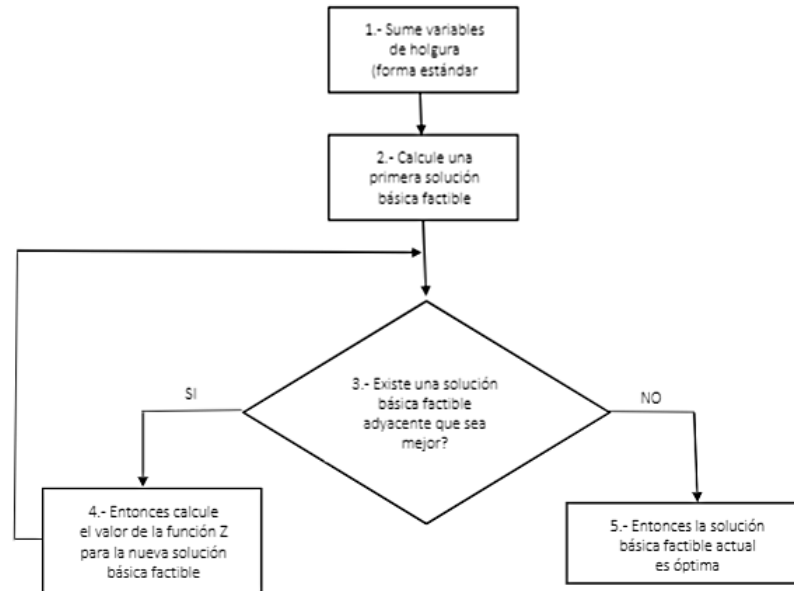 1.- Sume variables
de holgura
(forma estándar
2.- Calcule una
primera solución
básica factible
3.- Existe una solución
básica factible
adyacente que sea
mejor?
SI
NO
4.- Entonces calcule
el valor de la función Z
para la nueva solución
básica factible
5.- Entonces la solución
básica factible actual
es óptima